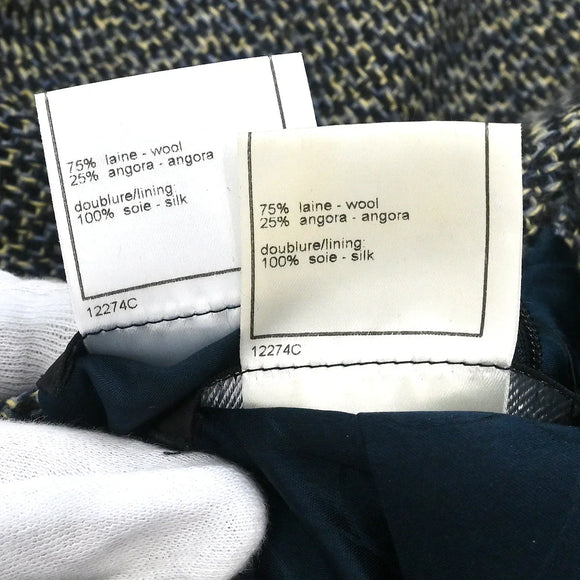 75% laine - wool
25% angora - angora
doublure/lining:
100% soie - silk
12274C
75% laine - wool
25% angora - angora
doublure/lining:
100% soie - silk
12274C